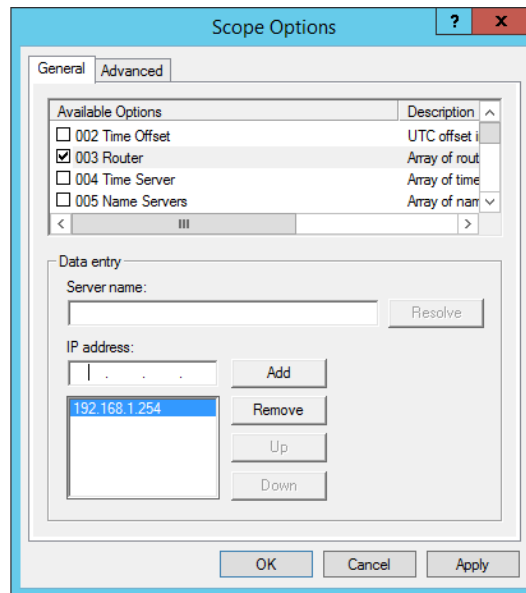 Scope Options
? x
General Advanced
Available Options Description
002 Time Offset UTC offset i
003 Router Array of rout
004 Time Server Array of time
005 Name Servers Array of nam
Data entry
Server name:
Resolve
IP address:
. . . Add
192.168.1.254 Remove
Up
Down
OK Cancel Apply